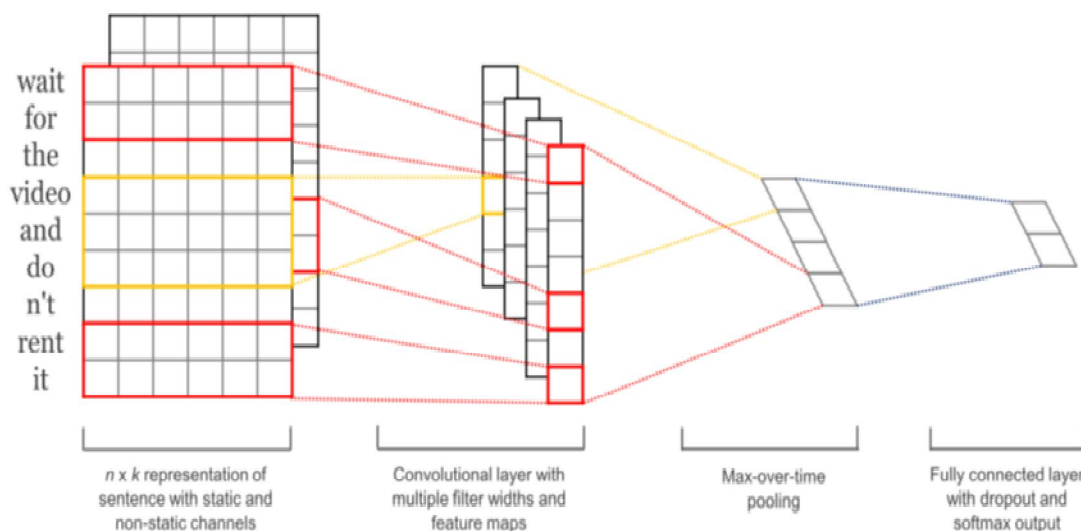 wait
for
the
video
and
do
n't
rent
it
n x k representation of
sentence with static and
non-static channels
Convolutional layer with
multiple filter widths and
feature maps
Max-over-time
pooling
Fully connected layer
with dropout and
softmax output